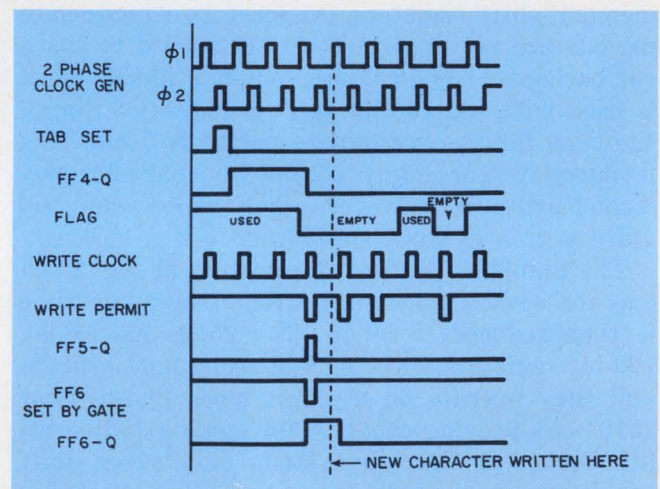 ϕ1
2 PHASE
CLOCK GEN
ϕ2
TAB SET
FF4-Q
FLAG
USED
EMPTY
USED
EMPTY
WRITE CLOCK
WRITE PERMIT
FF5-Q
FF6
SET BY GATE
FF6-Q
NEW CHARACTER WRITTEN HERE